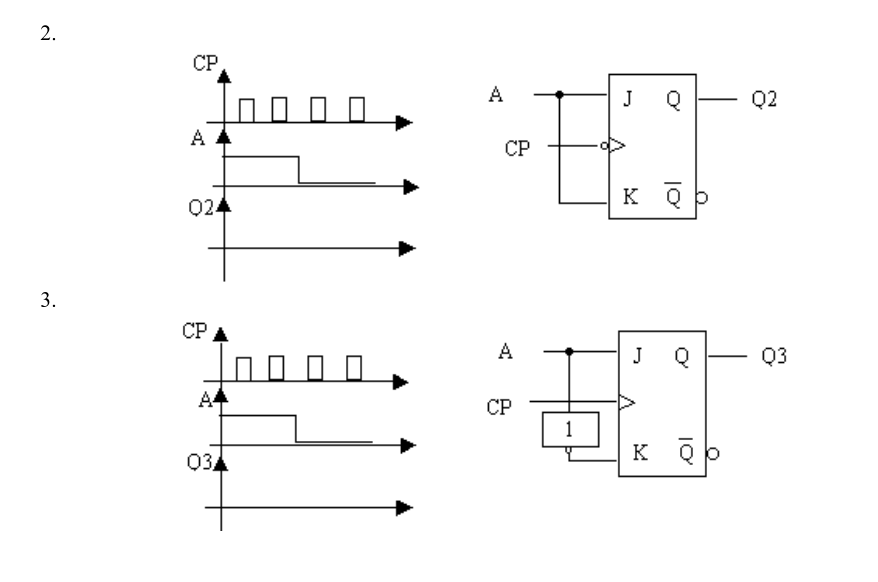 2.
CP
A
Q2
A
CP
J Q
K Q̅
Q2
3.
CP
A
Q3
A
CP
1
J Q
K Q̅
Q3